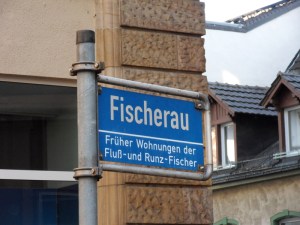 Fischerau
Früher Wohnungen der
Fluß-und Runz-Fischer